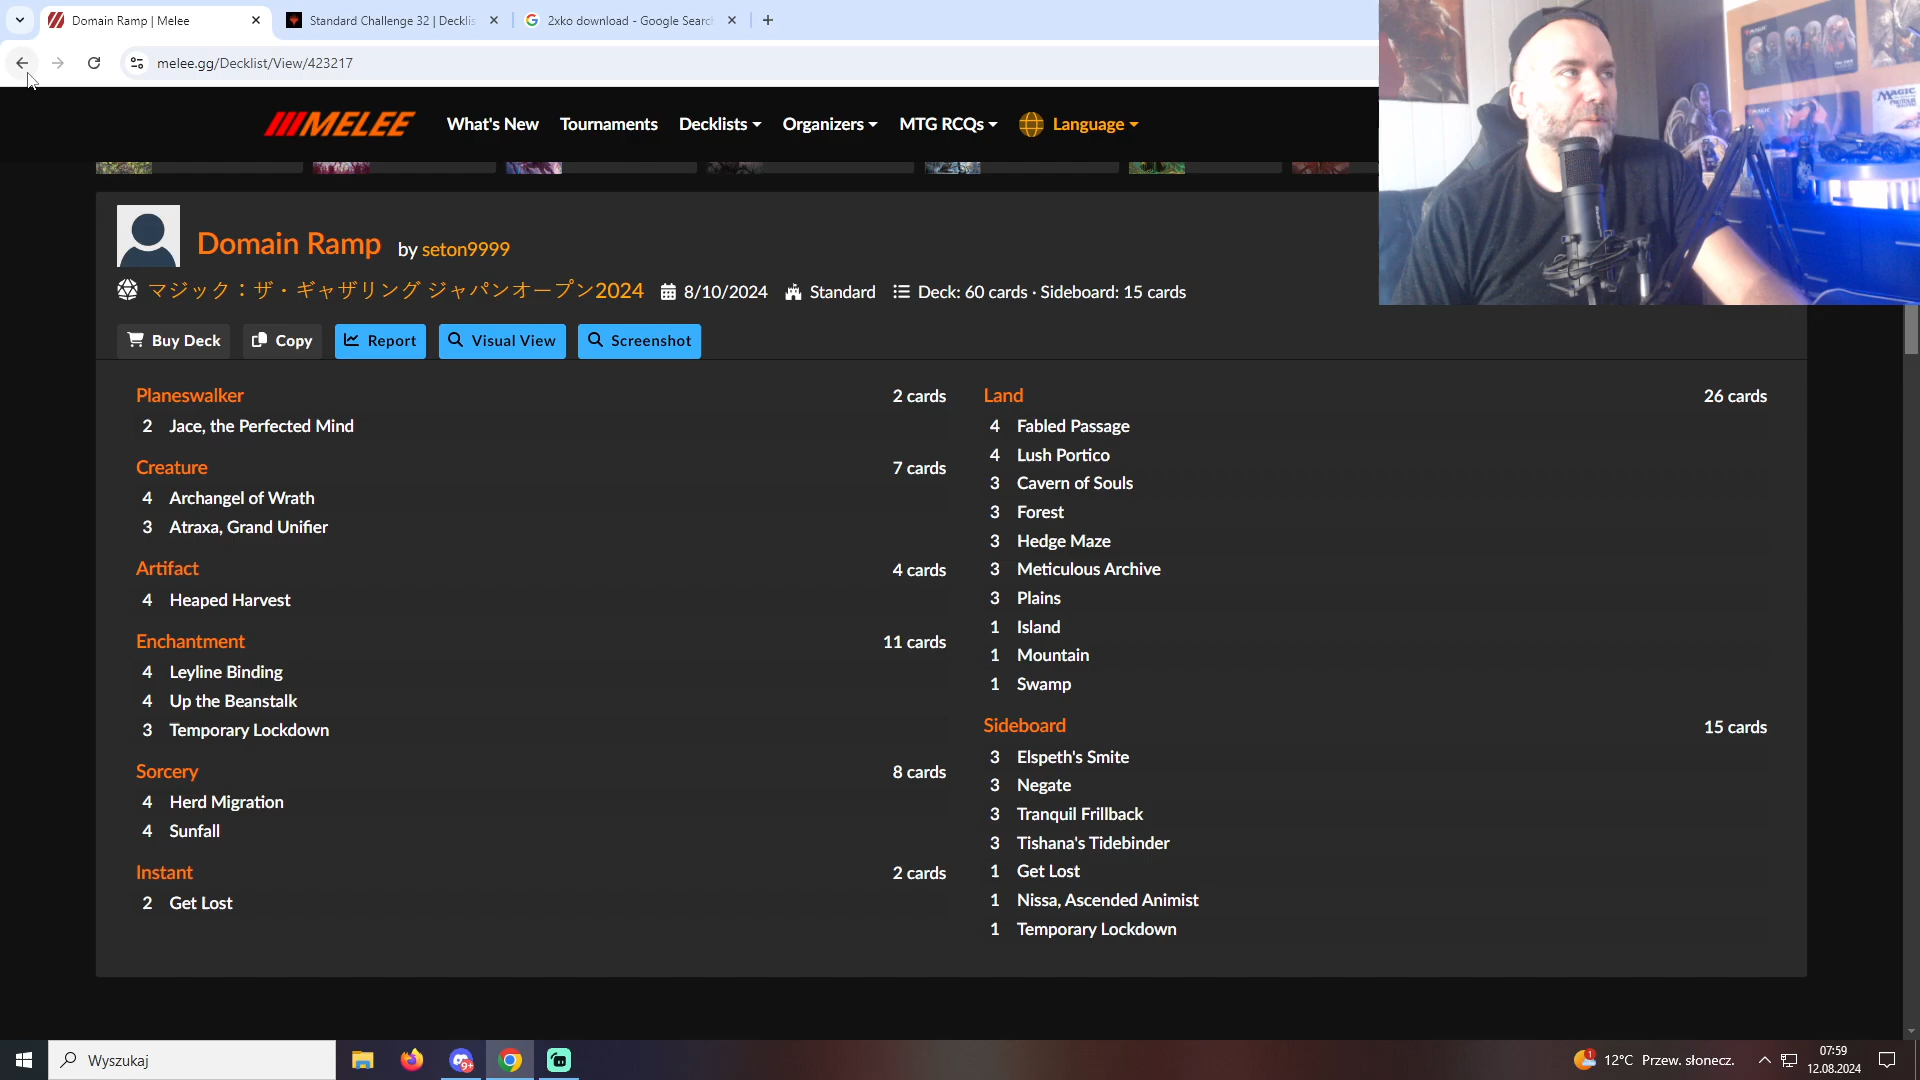 Domain Ramp | Melee
Standard Challenge 32 | Decklis
2xko download - Google Search
melee.gg/Decklist/View/423217
MELEE
What's New
Tournaments
Decklists
Organizers
MTG RCQs
Language
MAGIC
Domain Ramp by seton9999
マジック：ザ・ギャザリング ジャパンオープン2024 8/10/2024 Standard Deck: 60 cards · Sideboard: 15 cards
Buy Deck
Copy
Report
Visual View
Screenshot
Planeswalker 2 cards
2 Jace, the Perfected Mind
Creature 7 cards
4 Archangel of Wrath
3 Atraxa, Grand Unifier
Artifact 4 cards
4 Heaped Harvest
Enchantment 11 cards
4 Leyline Binding
4 Up the Beanstalk
3 Temporary Lockdown
Sorcery 8 cards
4 Herd Migration
4 Sunfall
Instant 2 cards
2 Get Lost
Land 26 cards
4 Fabled Passage
4 Lush Portico
3 Cavern of Souls
3 Forest
3 Hedge Maze
3 Meticulous Archive
3 Plains
1 Island
1 Mountain
1 Swamp
Sideboard 15 cards
3 Elspeth's Smite
3 Negate
3 Tranquil Frillback
3 Tishana's Tidebinder
1 Get Lost
1 Nissa, Ascended Animist
1 Temporary Lockdown
Wyszukaj
9+
1
12°C Przew. słonecz.
07:59
12.08.2024